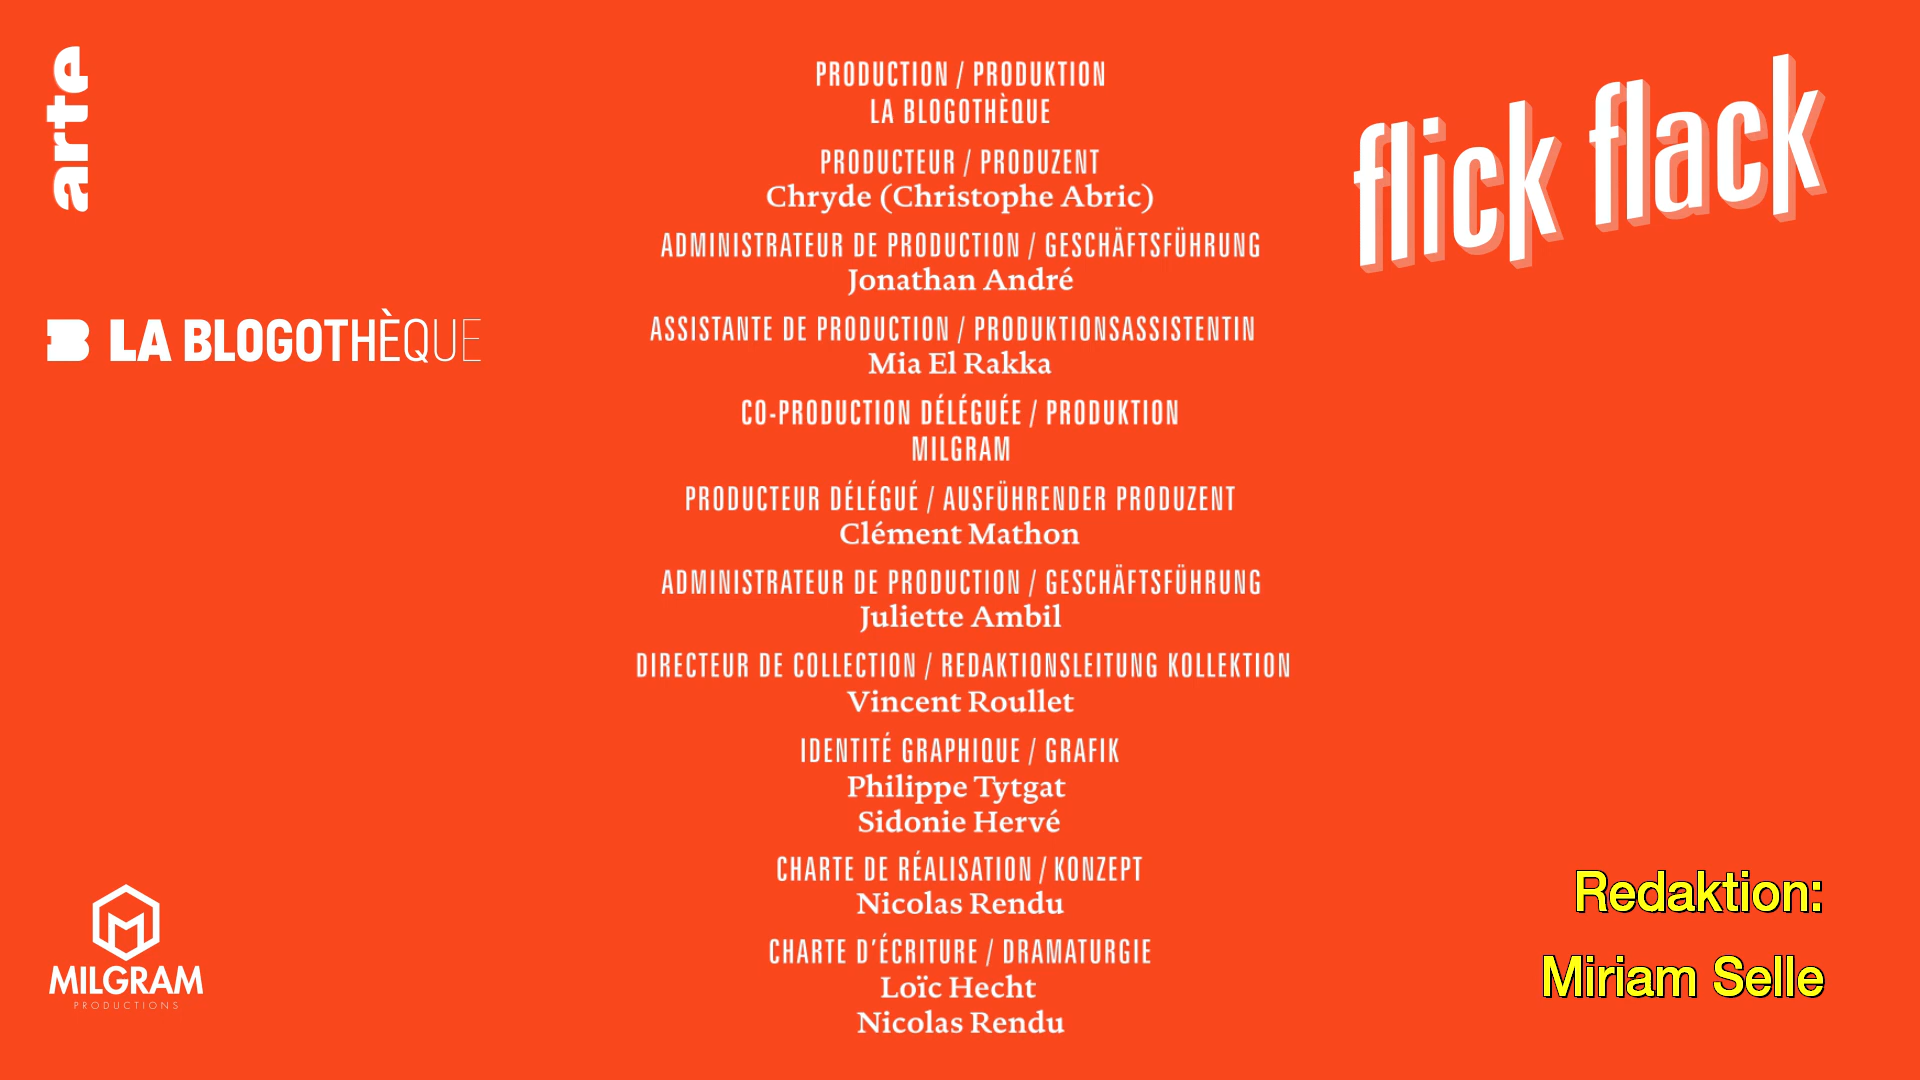 arte
LA BLOGOTHÈQUE
MILGRAM
PRODUCTIONS
PRODUCTION / PRODUKTION
LA BLOGOTHÈQUE
PRODUCTEUR / PRODUZENT
Chryde (Christophe Abric)
ADMINISTRATEUR DE PRODUCTION / GESCHÄFTSFÜHRUNG
Jonathan André
ASSISTANTE DE PRODUCTION / PRODUKTIONSASSISTENTIN
Mia El Rakka
CO-PRODUCTION DÉLÉGUÉE / PRODUKTION
MILGRAM
PRODUCTEUR DÉLÉGUÉ / AUSFÜHRENDER PRODUZENT
Clément Mathon
ADMINISTRATEUR DE PRODUCTION / GESCHÄFTSFÜHRUNG
Juliette Ambil
DIRECTEUR DE COLLECTION / REDAKTIONSLEITUNG KOLLEKTION
Vincent Roullet
IDENTITÉ GRAPHIQUE / GRAFIK
Philippe Tytgat
Sidonie Hervé
CHARTE DE RÉALISATION / KONZEPT
Nicolas Rendu
CHARTE D'ÉCRITURE / DRAMATURGIE
Loïc Hecht
Nicolas Rendu
flick flack
Redaktion:
Miriam Selle